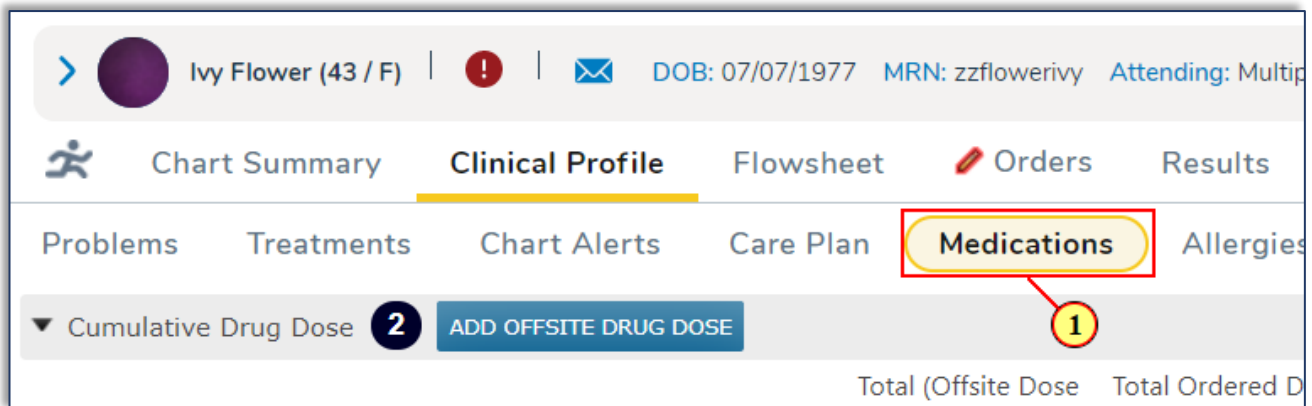 Ivy Flower (43 / F) DOB: 07/07/1977 MRN: zzflowerivy Attending: Multip
Chart Summary Clinical Profile Flowsheet Orders Results
Problems Treatments Chart Alerts Care Plan Medications Allergies
Cumulative Drug Dose 2 ADD OFFSITE DRUG DOSE 1
Total (Offsite Dose Total Ordered D